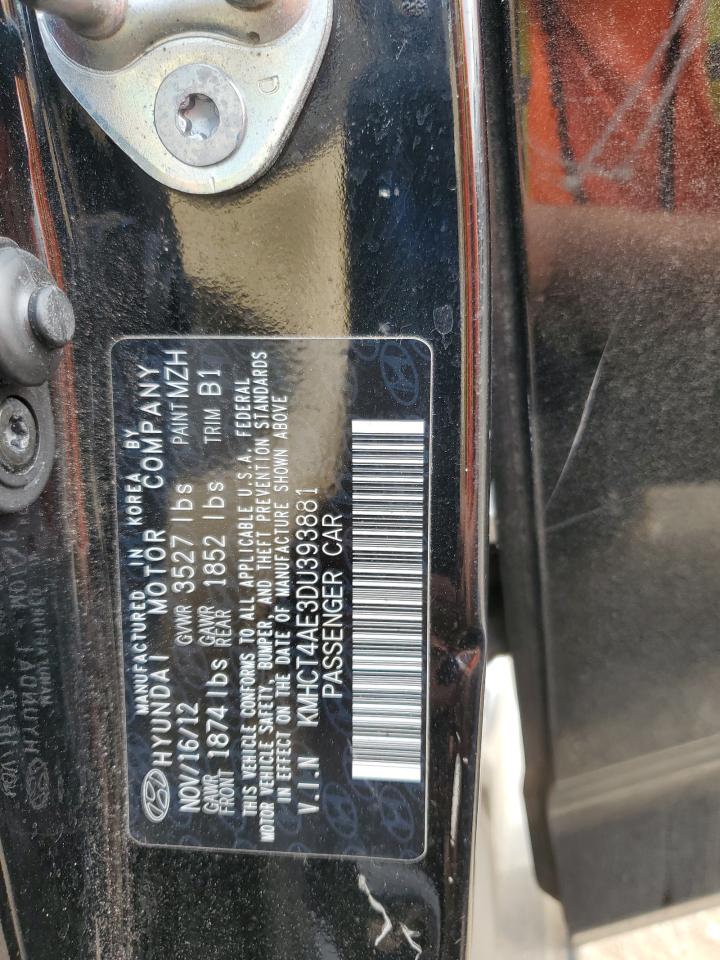 MANUFACTURED IN KOREA BY
HYUNDAI MOTOR COMPANY
NOV/16/12 GVWR 3527 lbs PAINT MZH
GAWR FRONT 1874 lbs GAWR REAR 1852 lbs TRIM B1
THIS VEHICLE CONFORMS TO ALL APPLICABLE U.S.A. FEDERAL
MOTOR VEHICLE SAFETY, BUMPER, AND THEFT PREVENTION STANDARDS
IN EFFECT ON THE DATE OF MANUFACTURE SHOWN ABOVE
V.I.N KMHCT4AE3DU393881
PASSENGER CAR
D